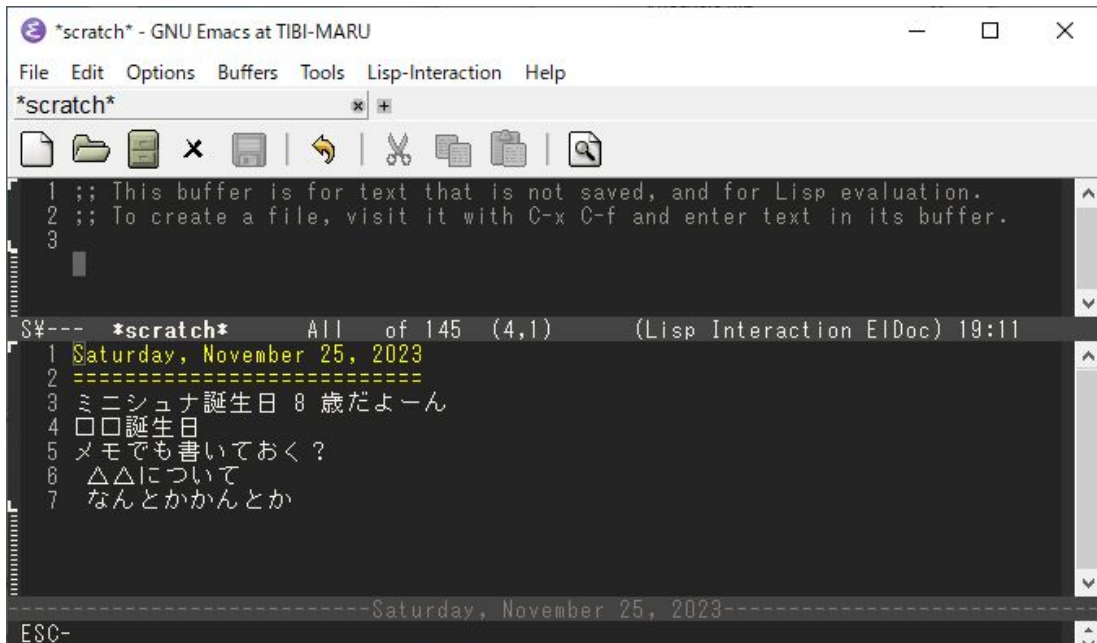 *scratch* - GNU Emacs at TIBI-MARU
File Edit Options Buffers Tools Lisp-Interaction Help
*scratch*
1 ;; This buffer is for text that is not saved, and for Lisp evaluation.
2 ;; To create a file, visit it with C-x C-f and enter text in its buffer.
3
S¥--- *scratch* All of 145 (4,1) (Lisp Interaction ElDoc) 19:11
1 Saturday, November 25, 2023
2 ===========================
3 ミニシュナ誕生日 8 歳だよーん
4 □□誕生日
5 メモでも書いておく?
6 △△について
7 なんとかかんとか
----------------------------Saturday, November 25, 2023-----------------------------
ESC-